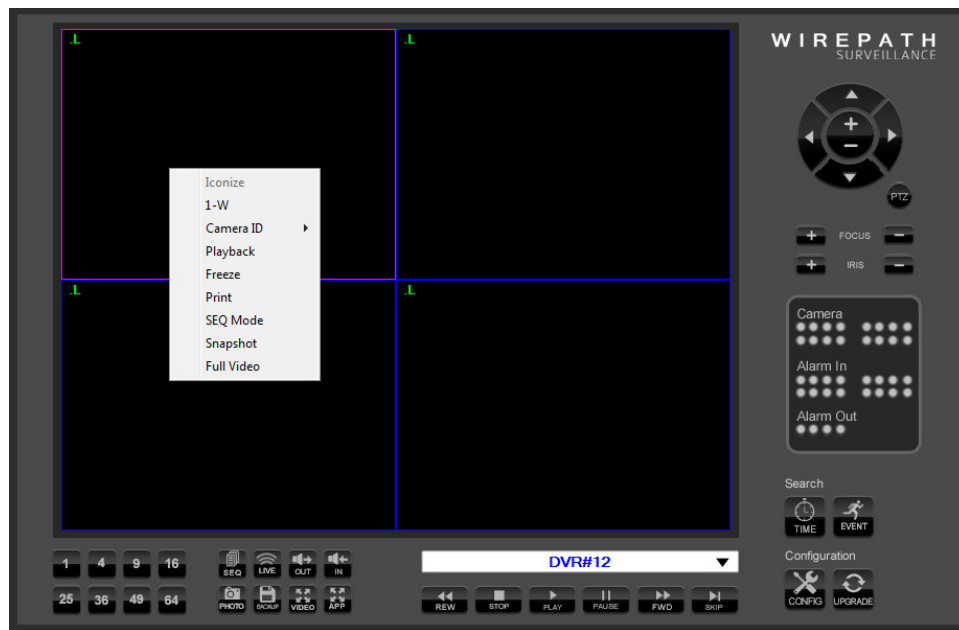 .L
.L
WIREPATH
SURVEILLANCE
+
−
PTZ
+ FOCUS −
+ IRIS −
Iconize
1-W
Camera ID
Playback
Freeze
Print
SEQ Mode
Snapshot
Full Video
.L
.L
Camera
Alarm In
Alarm Out
Search
TIME
EVENT
Configuration
CONFIG
UPGRADE
1 4 9 16
SEQ LIVE OUT IN
DVR#12
25 36 49 64
PHOTO BACKUP VIDEO APP
REW STOP PLAY PAUSE FWD SKIP